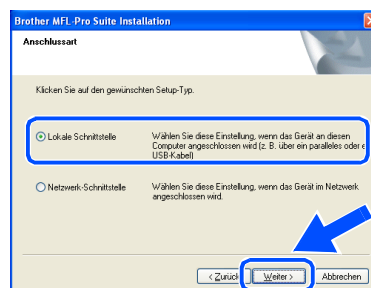 Brother MFL-Pro Suite Installation
Anschlussart
Klicken Sie auf den gewünschten Setup-Typ.
Lokale Schnittstelle
Wählen Sie diese Einstellung, wenn das Gerät an diesen
Computer angeschlossen wird (z. B. über ein paralleles oder e
USB-Kabel)
Netzwerk-Schnittstelle
Wählen Sie diese Einstellung, wenn das Gerät im Netzwerk
angeschlossen wird.
< Zurück
Weiter >
Abbrechen